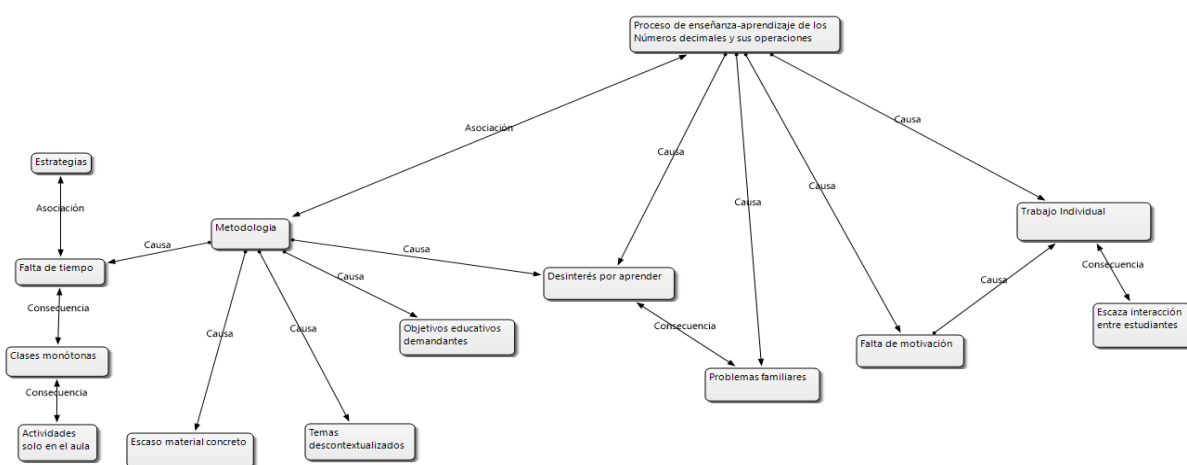 Proceso de enseñanza-aprendizaje de los
Números decimales y sus operaciones
Asociación
Causa
Causa
Causa
Causa
Estrategias
Asociación
Metodologia
Trabajo Individual
Causa
Causa
Falta de tiempo
Desinterés por aprender
Causa
Causa
Consecuencia
Consecuencia
Causa
Causa
Consecuencia
Objetivos educativos
demandantes
Escaza interacción
entre estudiantes
Clases monótonas
Falta de motivación
Problemas familiares
Consecuencia
Actividades
solo en el aula
Escaso material concreto
Temas
descontextualizados